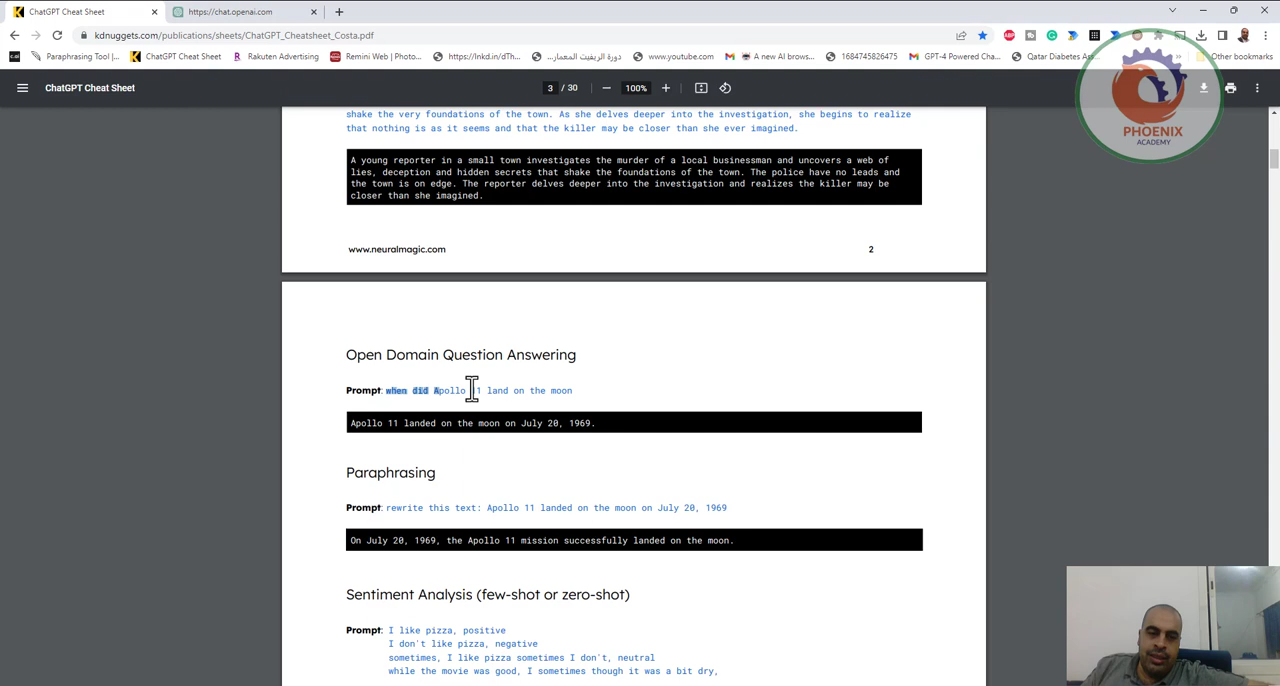 ChatGPT Cheat Sheet
https://chat.openai.com
kdnuggets.com/publications/sheets/ChatGPT_Cheatsheet_Costa.pdf
Paraphrasing Tool |...
ChatGPT Cheat Sheet
Rakuten Advertising
Remini Web | Photo...
https://lnkd.in/dTh...
دورة الريفيت المعمار...
www.youtube.com
A new AI brows...
1684745826475
GPT-4 Powered Cha...
Qatar Diabetes As...
»
Other bookmarks
ChatGPT Cheat Sheet
3 / 30
100%
PHOENIX
ACADEMY
shake the very foundations of the town. As she delves deeper into the investigation, she begins to realize
that nothing is as it seems and that the killer may be closer than she ever imagined.
A young reporter in a small town investigates the murder of a local businessman and uncovers a web of
lies, deception and hidden secrets that shake the foundations of the town. The police have no leads and
the town is on edge. The reporter delves deeper into the investigation and realizes the killer may be
closer than she imagined.
www.neuralmagic.com 2
Open Domain Question Answering
Prompt: when did Apollo 11 land on the moon
Apollo 11 landed on the moon on July 20, 1969.
Paraphrasing
Prompt: rewrite this text: Apollo 11 landed on the moon on July 20, 1969
On July 20, 1969, the Apollo 11 mission successfully landed on the moon.
Sentiment Analysis (few-shot or zero-shot)
Prompt: I like pizza, positive
I don't like pizza, negative
sometimes, I like pizza sometimes I don't, neutral
while the movie was good, I sometimes though it was a bit dry,